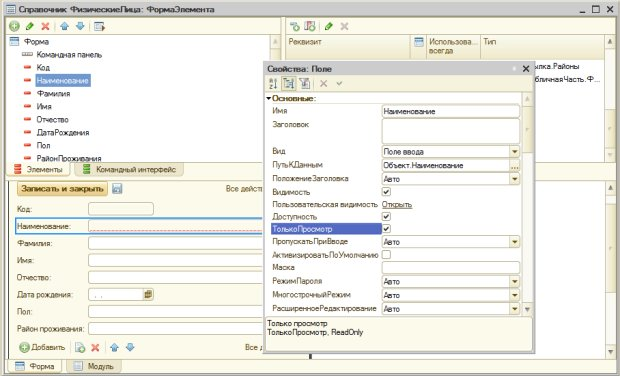 Справочник ФизическиеЛица: ФормаЭлемента
Форма
Командная панель
Код
Наименование
Фамилия
Имя
Отчество
ДатаРождения
Пол
РайонПроживания
Элементы
Командный интерфейс
Реквизит
Использова...
всегда
Тип
ылка.Районы
бличнаяЧасть.Ф...
Записать и закрыть
Все дейст
Код:
Наименование:
Фамилия:
Имя:
Отчество:
Дата рождения:
. .
Пол:
Район проживания:
Добавить
Форма
Модуль
Свойства: Поле
Основные:
Имя
Наименование
Заголовок
Вид
Поле ввода
ПутьКДанным
Объект.Наименование
...
ПоложениеЗаголовка
Авто
Видимость
Пользовательская видимость
Открыть
Доступность
ТолькоПросмотр
ПропускатьПриВводе
Авто
АктивизироватьПоУмолчанию
Маска
РежимПароля
Авто
МногострочныйРежим
Авто
РасширенноеРедактирование
Авто
Только просмотр
ТолькоПросмотр, ReadOnly